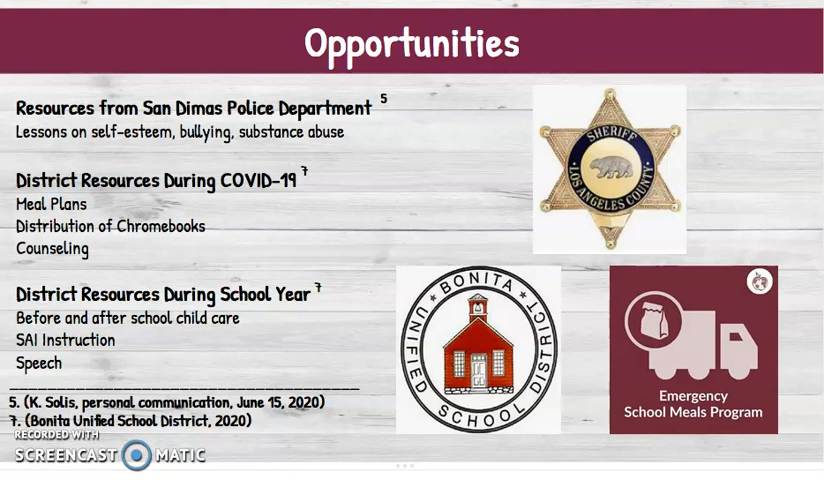 Opportunities
Resources from San Dimas Police Department 5
Lessons on self-esteem, bullying, substance abuse
District Resources During COVID-19 7
Meal Plans
Distribution of Chromebooks
Counseling
District Resources During School Year 7
Before and after school child care
SAI Instruction
Speech
5. (K. Solis, personal communication, June 15, 2020)
7. (Bonita Unified School District, 2020)
RECORDED WITH
SCREENCAST MATIC
SHERIFF
LOS ANGELES COUNTY
BONITA
UNIFIED SCHOOL DISTRICT
Emergency
School Meals Program